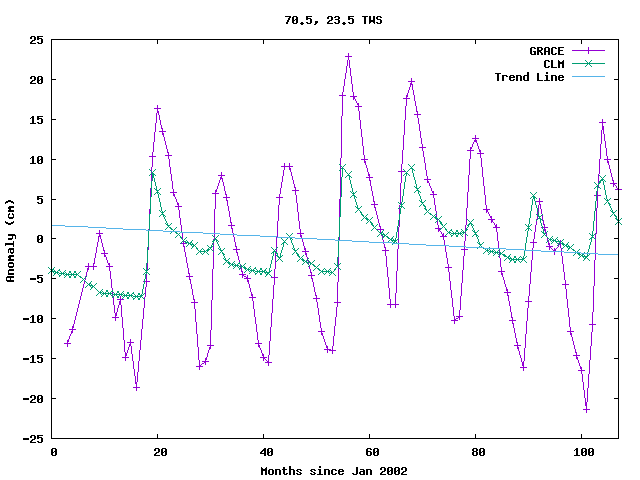 70.5, 23.5 TWS
GRACE
CLM
Trend Line
Anomaly (cm)
25
20
15
10
5
0
-5
-10
-15
-20
-25
0 20 40 60 80 100
Months since Jan 2002